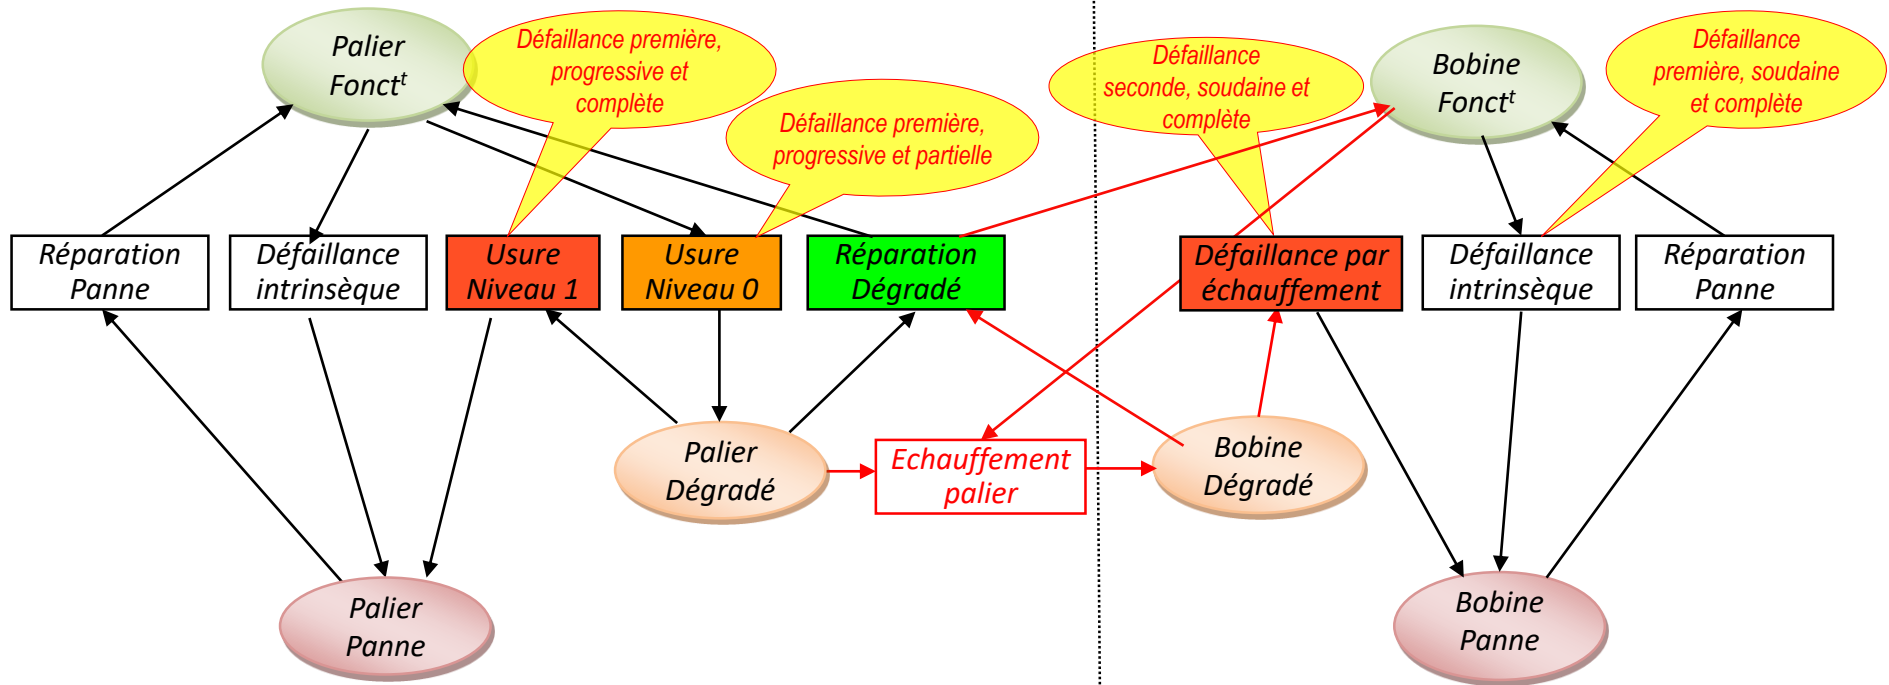 Palier
Fonctᵗ
Défaillance première,
progressive et
complète
Défaillance première,
progressive et partielle
Défaillance
seconde, soudaine et
complète
Bobine
Fonctᵗ
Défaillance
première, soudaine
et complète
Réparation
Panne
Défaillance
intrinsèque
Usure
Niveau 1
Usure
Niveau 0
Réparation
Dégradé
Défaillance par
échauffement
Défaillance
intrinsèque
Réparation
Panne
Palier
Dégradé
Echauffement
palier
Bobine
Dégradé
Palier
Panne
Bobine
Panne